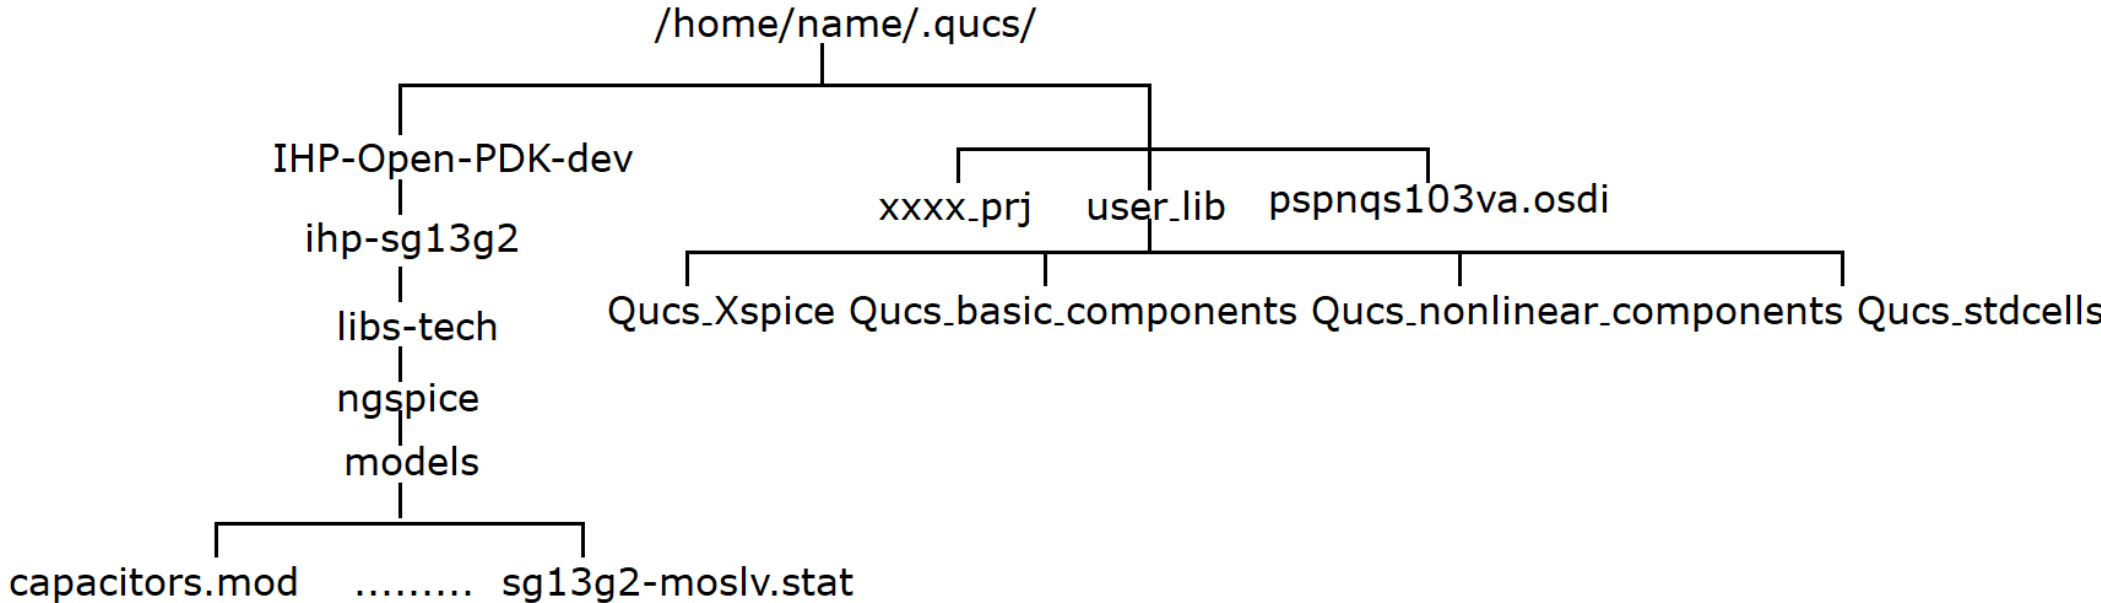 /home/name/.qucs/
IHP-Open-PDK-dev
xxxx_prj user_lib pspnqs103va.osdi
ihp-sg13g2
Qucs_Xspice Qucs_basic_components Qucs_nonlinear_components Qucs_stdcells
libs-tech
ngspice
models
capacitors.mod ......... sg13g2-moslv.stat